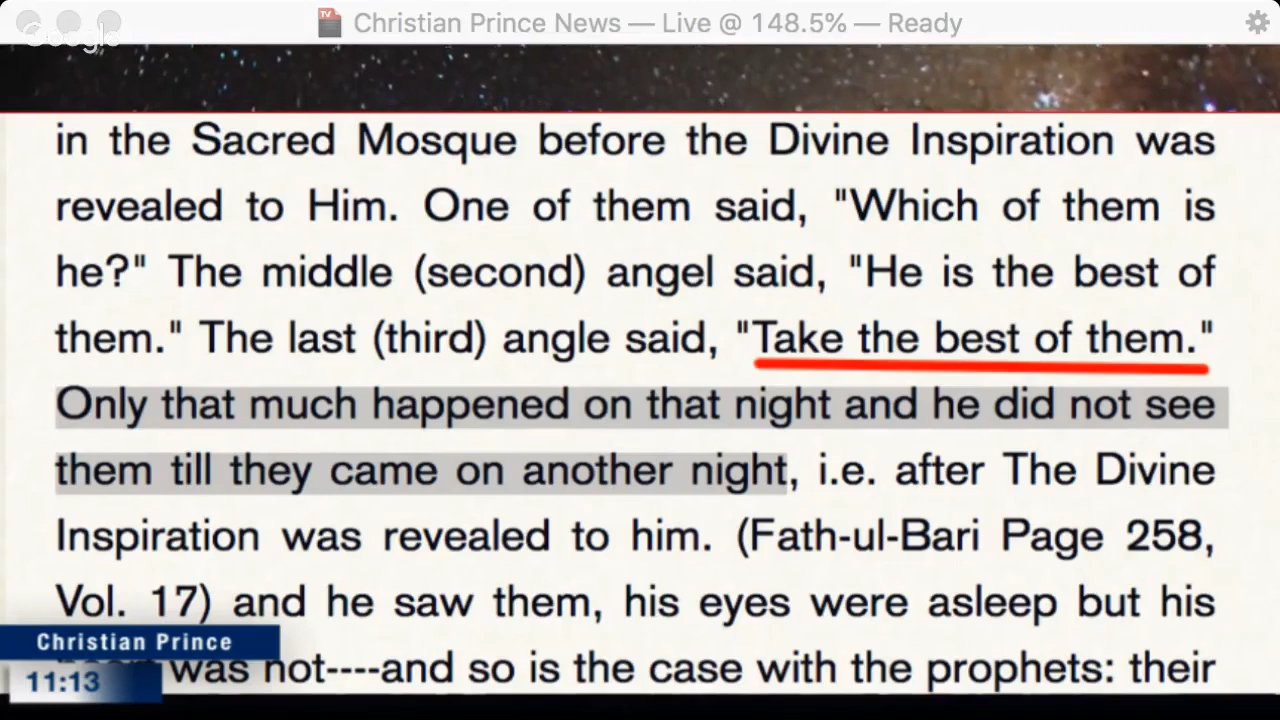 TV
Christian Prince News — Live @ 148.5% — Ready
Google
in the Sacred Mosque before the Divine Inspiration was
revealed to Him. One of them said, "Which of them is
he?" The middle (second) angel said, "He is the best of
them." The last (third) angle said, "Take the best of them."
Only that much happened on that night and he did not see
them till they came on another night, i.e. after The Divine
Inspiration was revealed to him. (Fath-ul-Bari Page 258,
Vol. 17) and he saw them, his eyes were asleep but his
was not----and so is the case with the prophets: their
Christian Prince
11:13